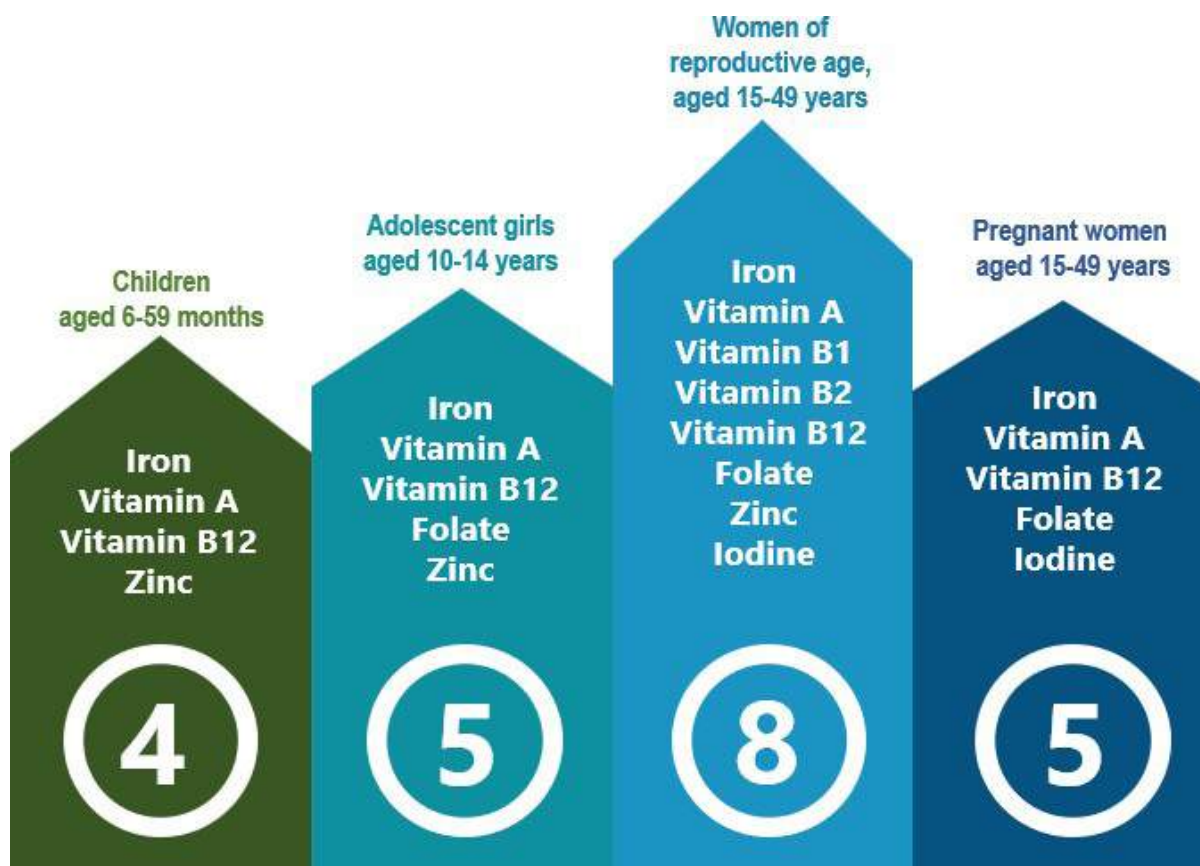 Children
aged 6-59 months
Iron
Vitamin A
Vitamin B12
Zinc
4
Adolescent girls
aged 10-14 years
Iron
Vitamin A
Vitamin B12
Folate
Zinc
5
Women of
reproductive age,
aged 15-49 years
Iron
Vitamin A
Vitamin B1
Vitamin B2
Vitamin B12
Folate
Zinc
Iodine
8
Pregnant women
aged 15-49 years
Iron
Vitamin A
Vitamin B12
Folate
Iodine
5